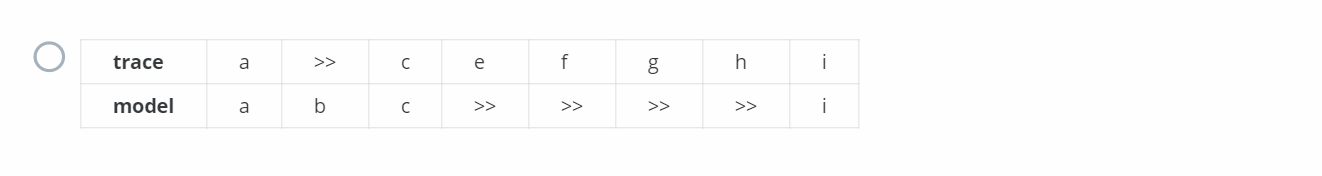 trace a >> c e f g h i
model a b c >> >> >> >> i